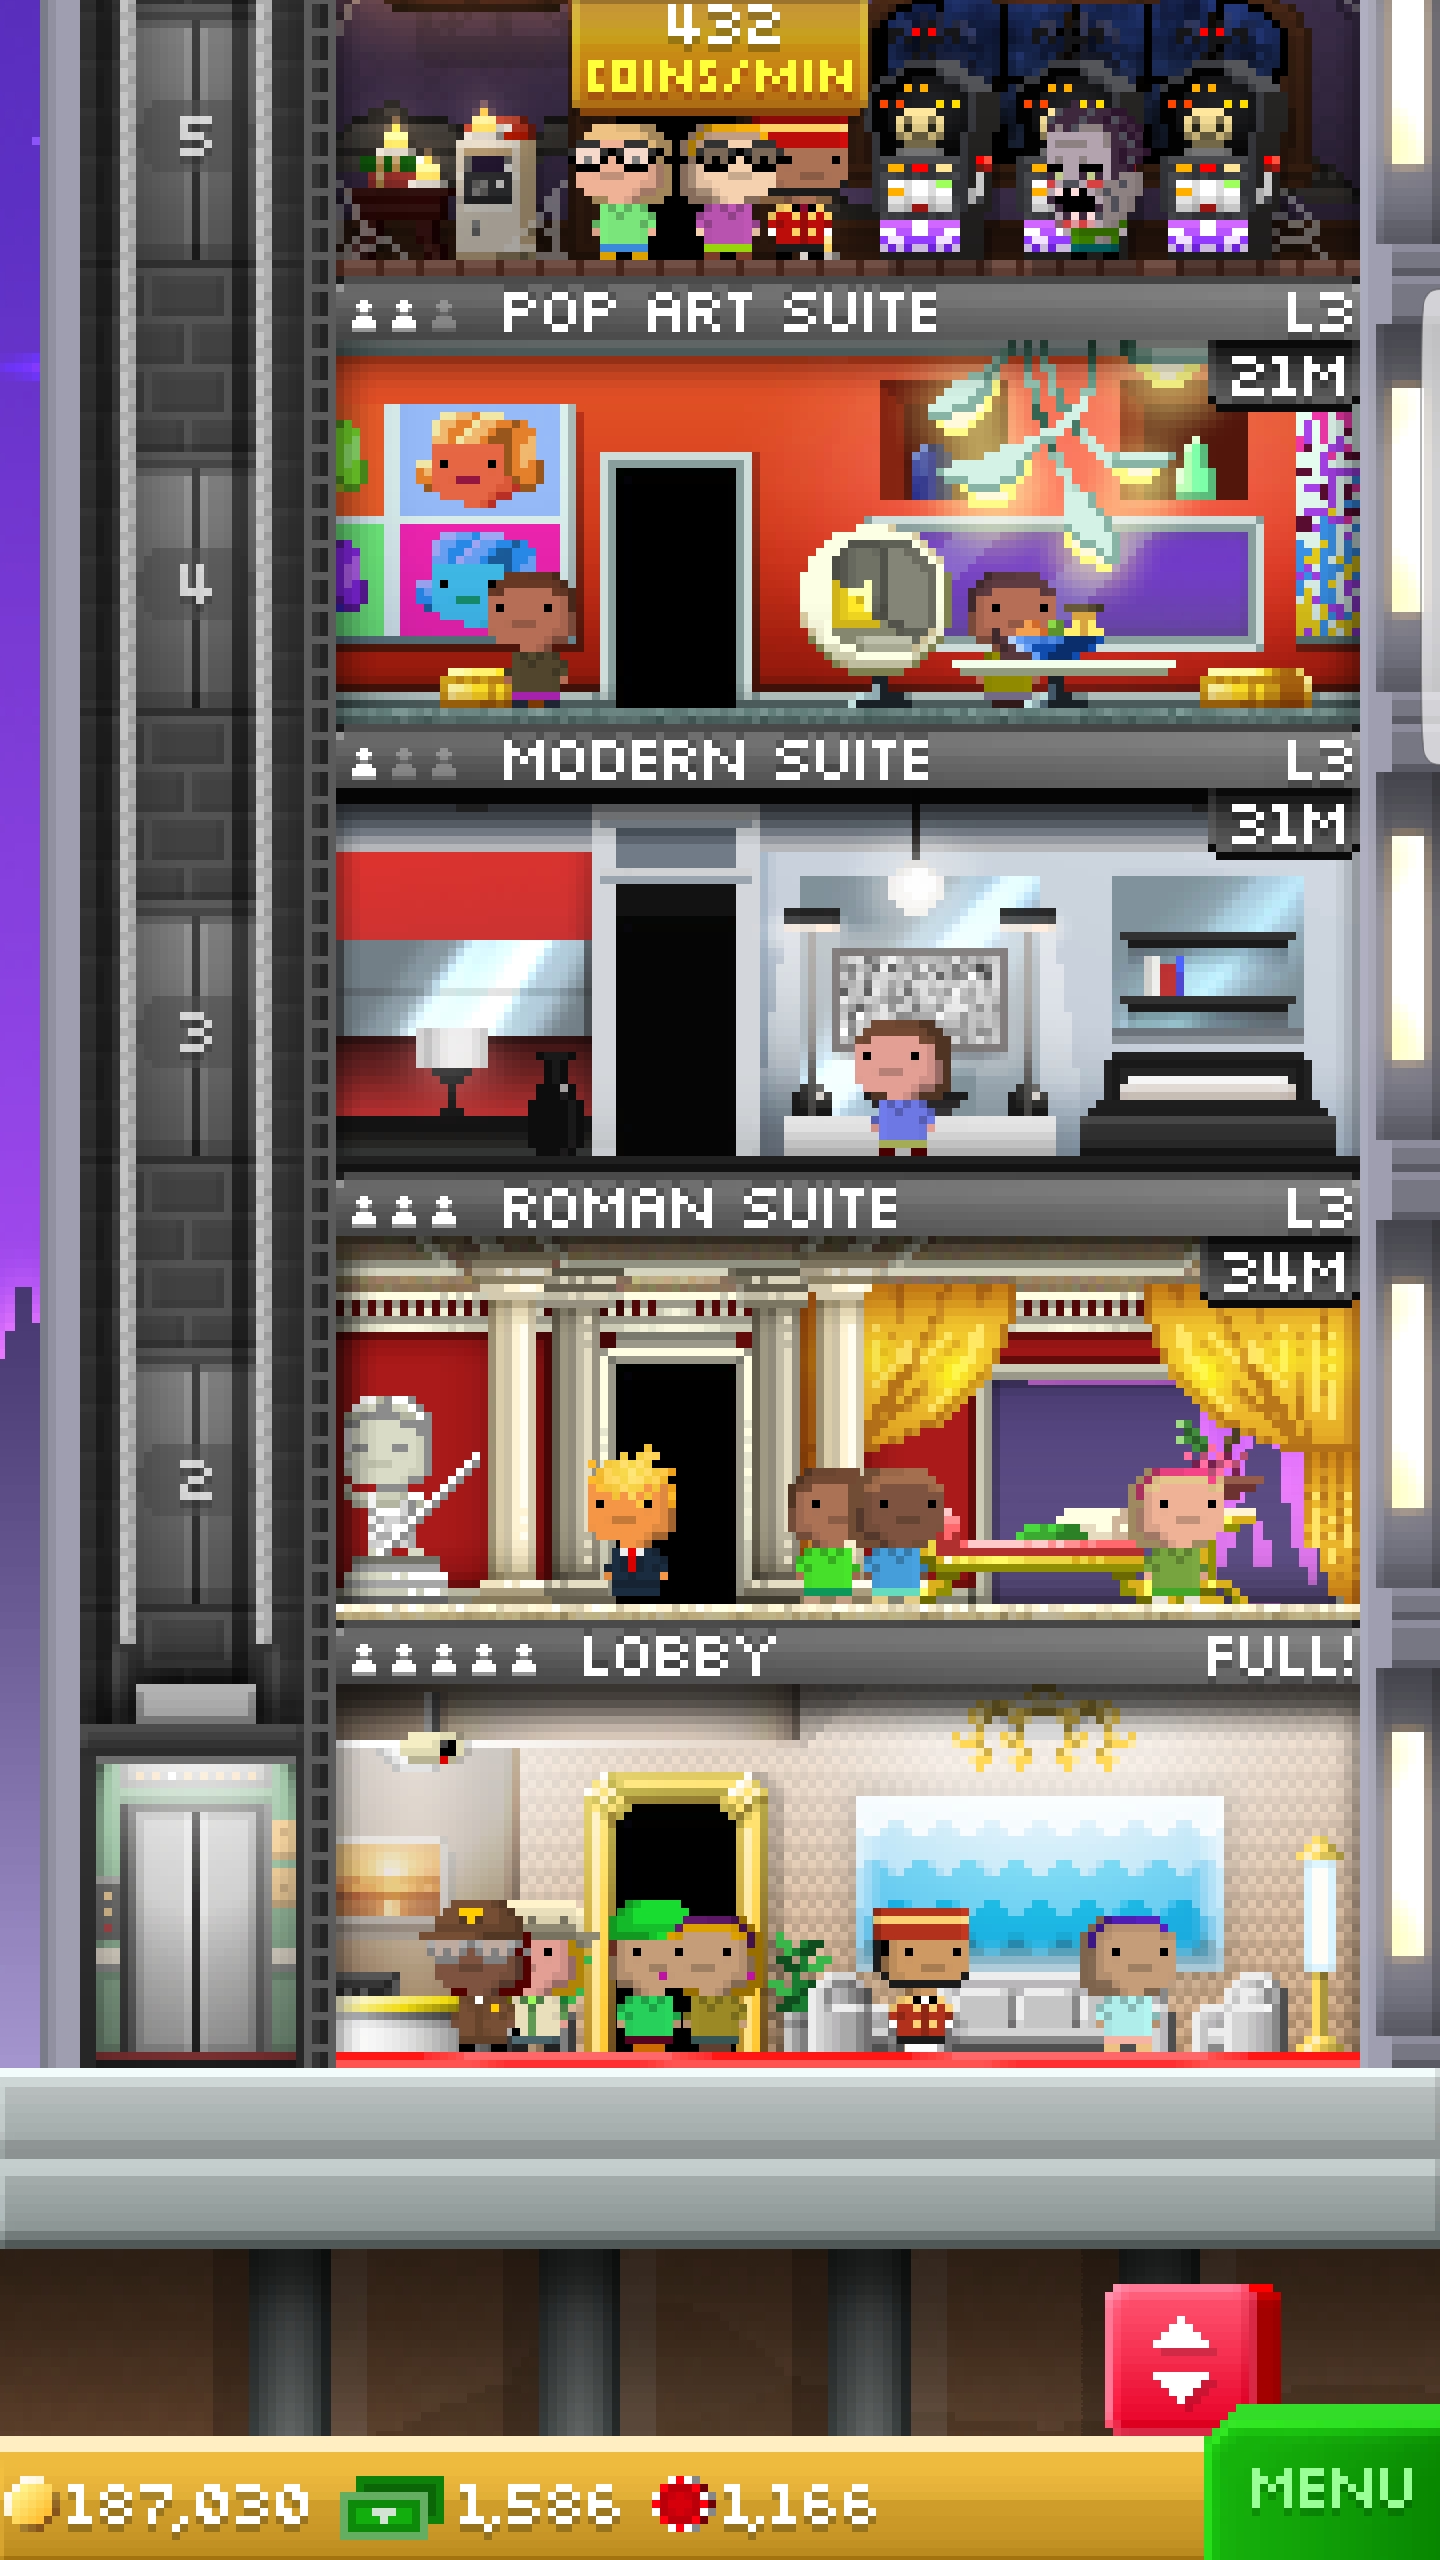 432
COINS/MIN
5
POP ART SUITE L3
21M
4
MODERN SUITE L3
31M
3
ROMAN SUITE L3
34M
2
LOBBY FULL!
187,030 1,586 1,166
MENU